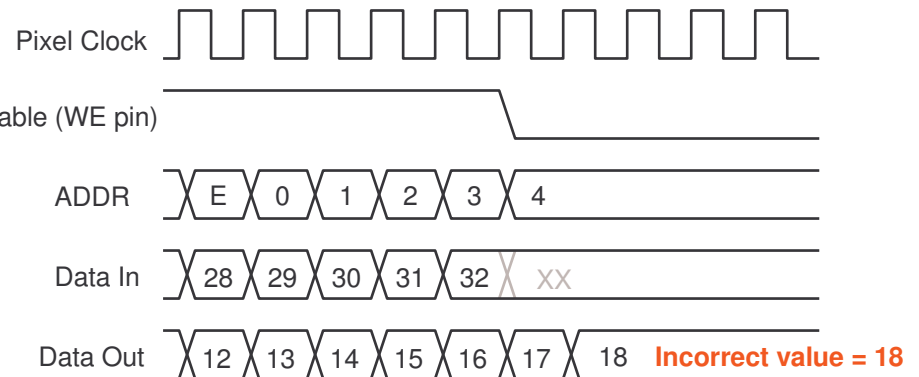 Pixel Clock
(WE pin)
ADDR E 0 1 2 3 4
Data In 28 29 30 31 32 XX
Data Out 12 13 14 15 16 17 18 Incorrect value = 18